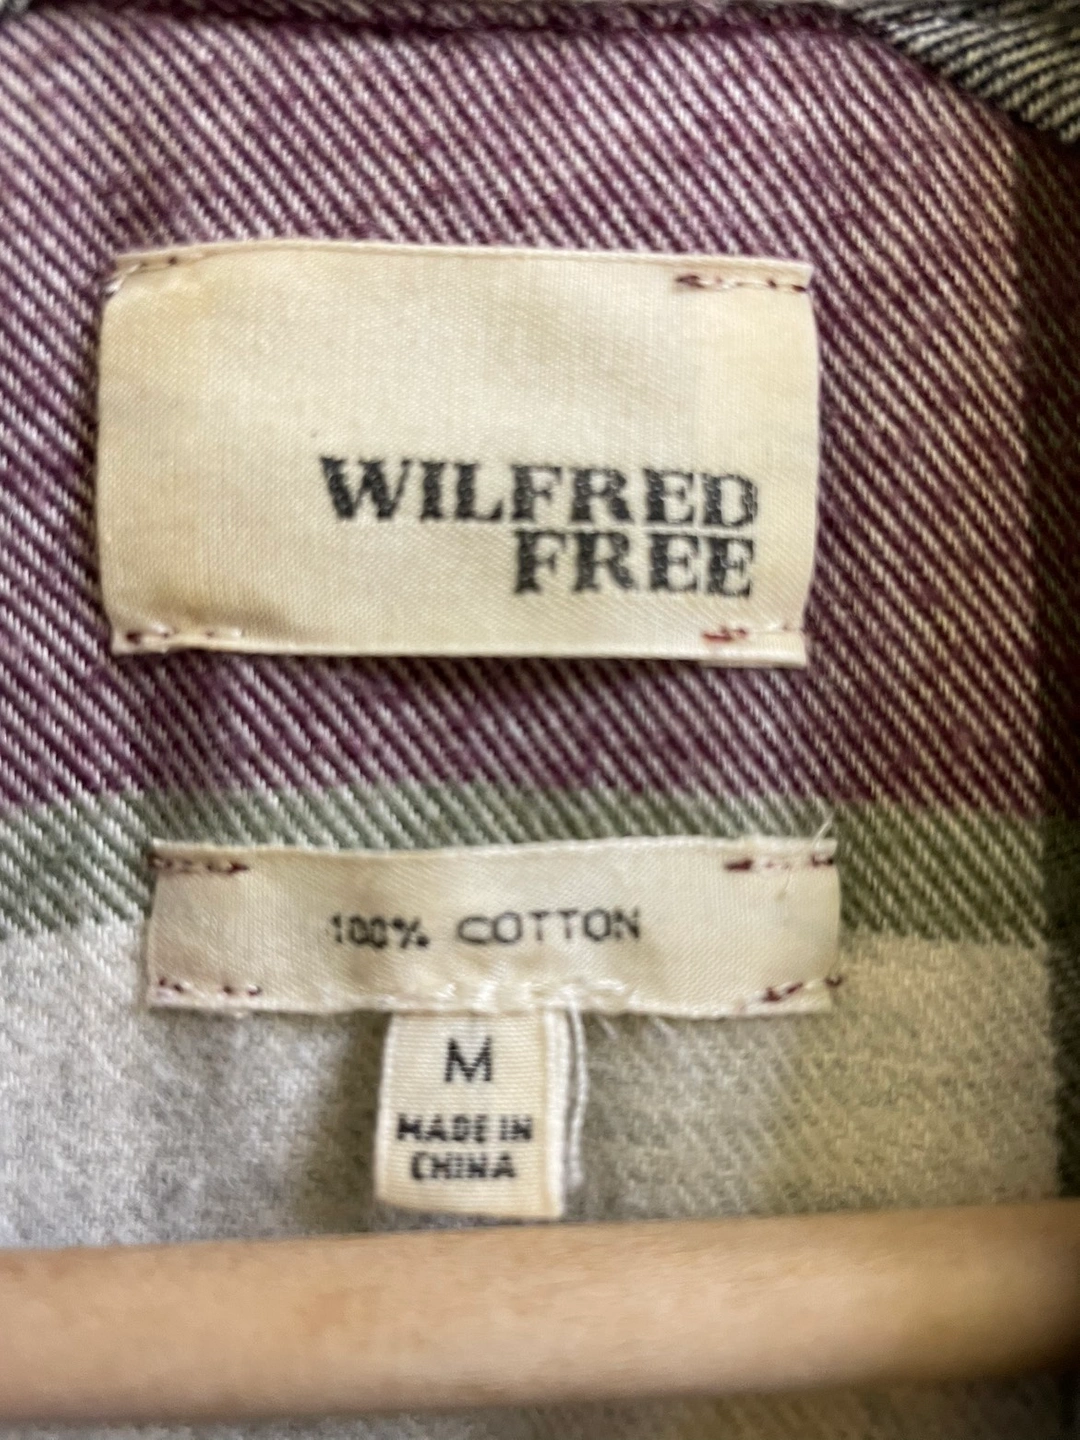 WILFRED
FREE
100% COTTON
M
MADE IN
CHINA